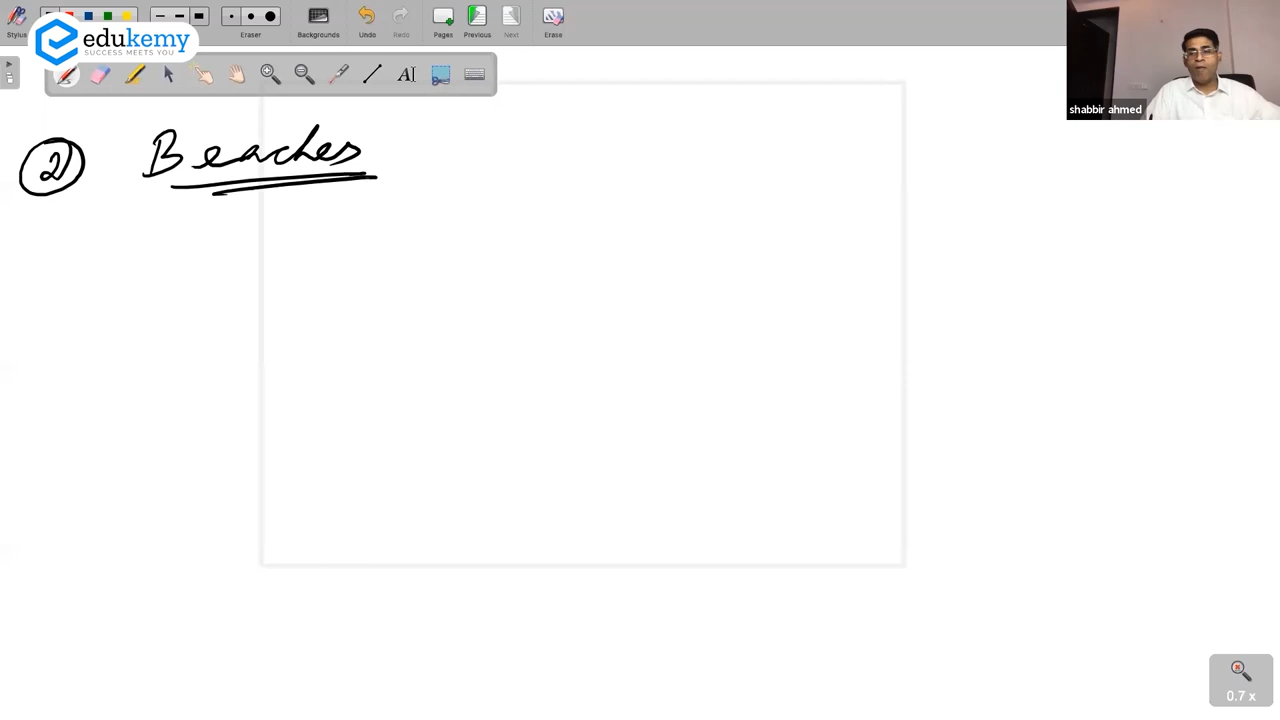 Stylus
Eraser
Backgrounds
Undo
Redo
Pages
Previous
Next
Erase
edukemy
SUCCESS MEETS YOU
AI
shabbir ahmed
2 Beaches
0.7 x